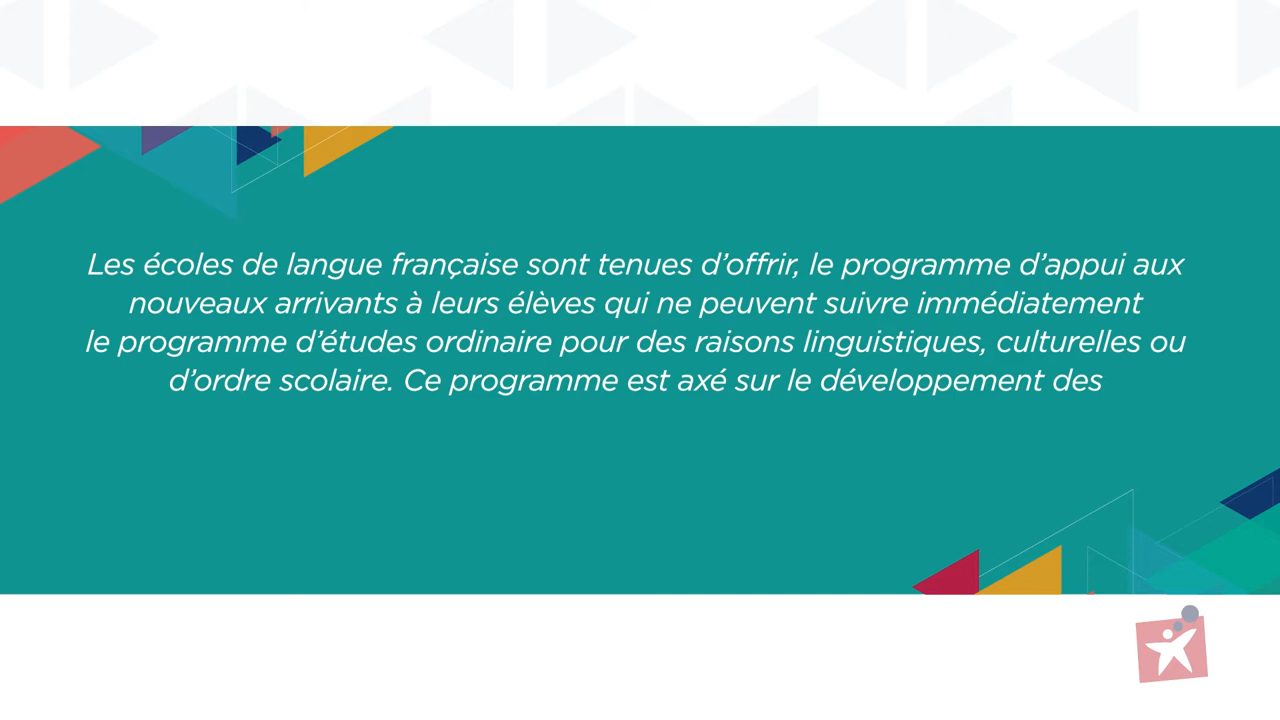 Les écoles de langue française sont tenues d’offrir, le programme d’appui aux
nouveaux arrivants à leurs élèves qui ne peuvent suivre immédiatement
le programme d’études ordinaire pour des raisons linguistiques, culturelles ou
d’ordre scolaire. Ce programme est axé sur le développement des